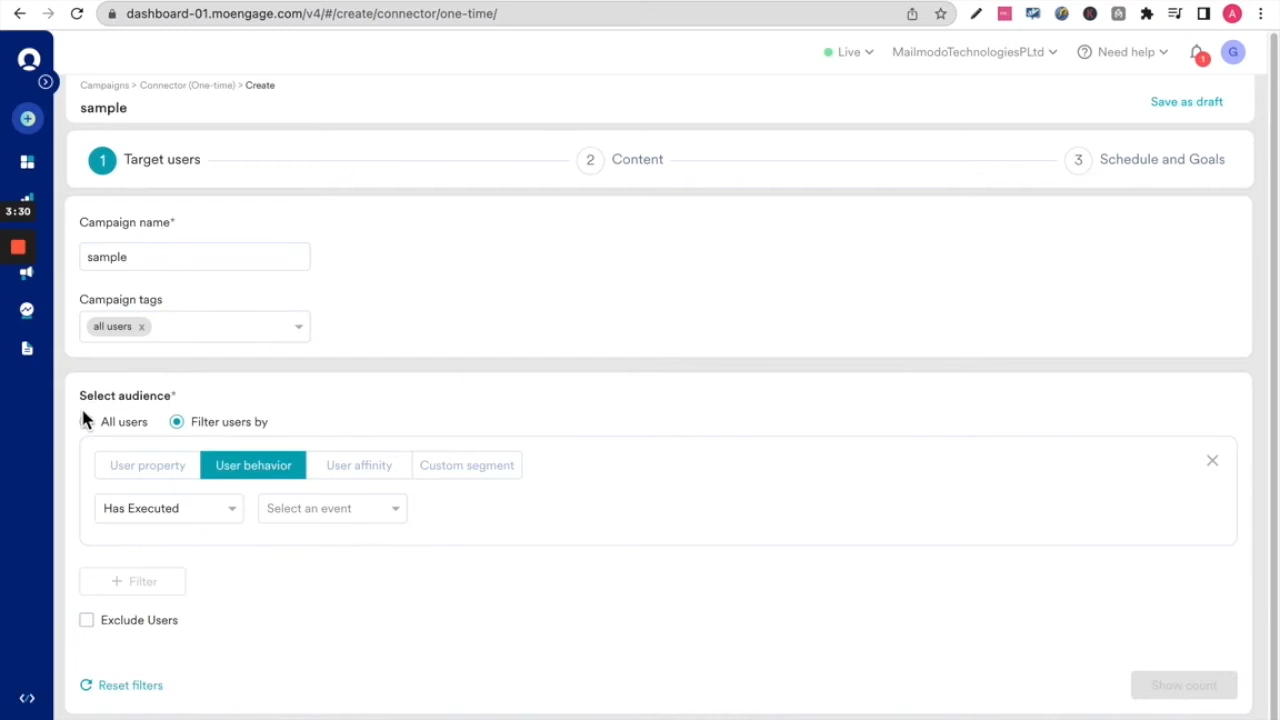 dashboard-01.moengage.com/v4/#/create/connector/one-time/
A
Live
MailmodoTechnologiesPLtd
Need help
1
G
Campaigns > Connector (One-time) > Create
sample
Save as draft
1 Target users
2 Content
3 Schedule and Goals
3:30
Campaign name*
sample
Campaign tags
all users x
Select audience*
All users
Filter users by
User property
User behavior
User affinity
Custom segment
Has Executed
Select an event
+ Filter
Exclude Users
Reset filters
Show count